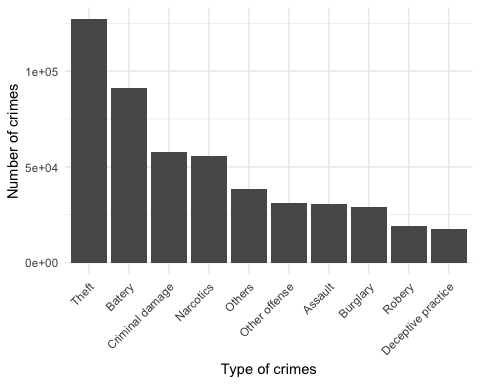 Number of crimes
1e+05
5e+04
0e+00
Theft
Batery
Criminal damage
Narcotics
Others
Other offense
Assault
Burglary
Robery
Deceptive practice
Type of crimes